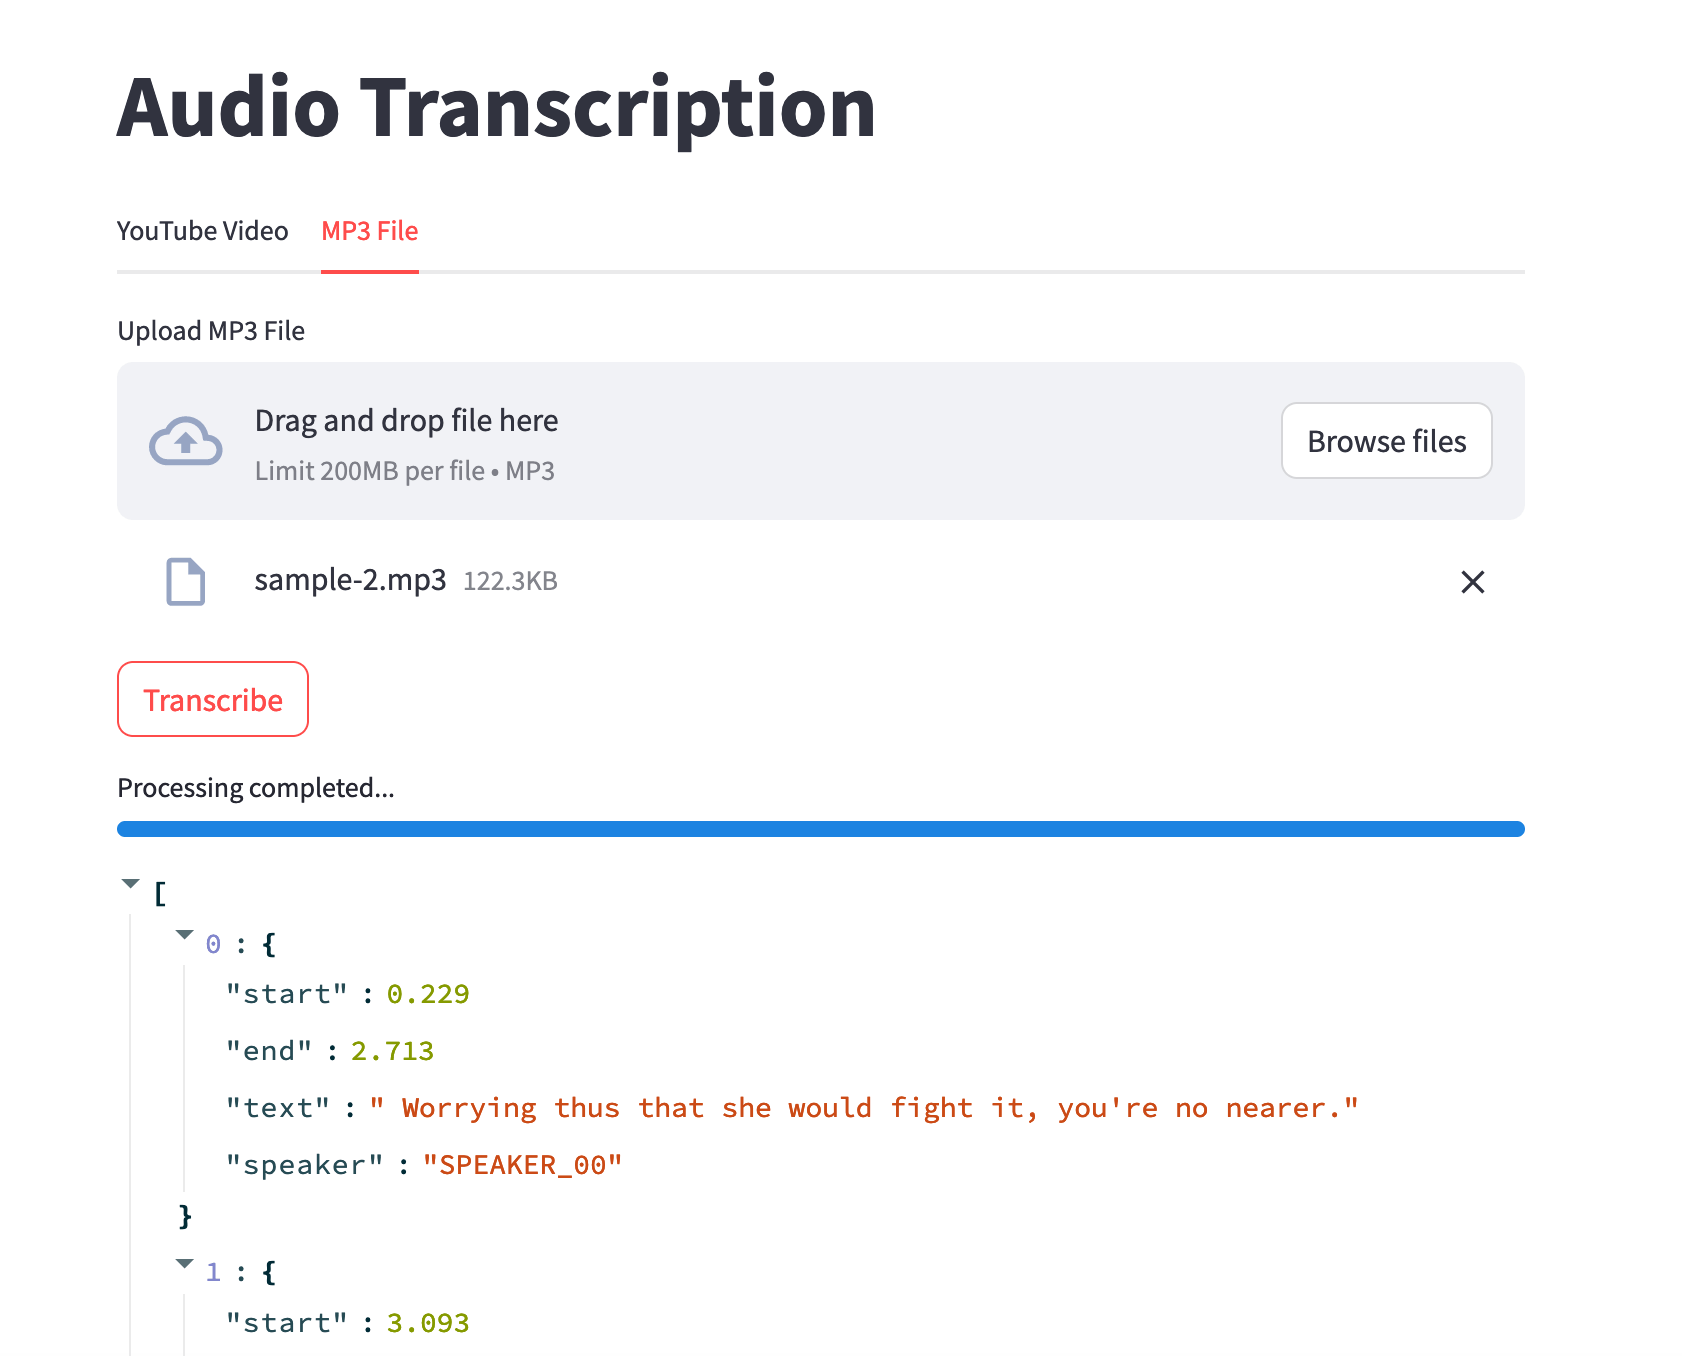 Audio Transcription
YouTube Video MP3 File
Upload MP3 File
Drag and drop file here
Limit 200MB per file • MP3
Browse files
sample-2.mp3 122.3KB
Transcribe
Processing completed...
[
0 : {
"start" : 0.229
"end" : 2.713
"text" : " Worrying thus that she would fight it, you're no nearer."
"speaker" : "SPEAKER_00"
}
1 : {
"start" : 3.093